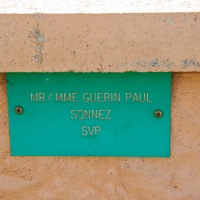 MR / MME GUERIN PAUL
SONNEZ
SVP